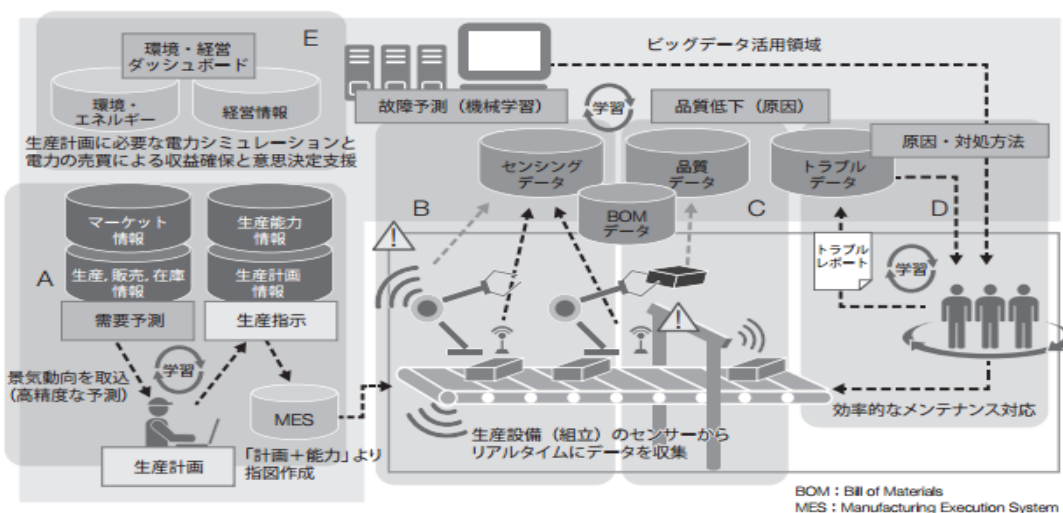 E
環境・経営
ダッシュボード
環境・
エネルギー
経営情報
生産計画に必要な電力シミュレーションと
電力の売買による収益確保と意思決定支援
ビッグデータ活用領域
故障予測（機械学習）
学習
品質低下（原因）
原因・対処方法
センシング
データ
品質
データ
トラブル
データ
BOM
データ
B
C
D
A
マーケット
情報
生産能力
情報
生産，販売，在庫
情報
生産計画
情報
需要予測
生産指示
景気動向を取込
（高精度な予測）
学習
MES
生産計画
「計画＋能力」より
指図作成
トラブル
レポート
学習
生産設備（組立）のセンサーから
リアルタイムにデータを収集
効率的なメンテナンス対応
BOM：Bill of Materials
MES：Manufacturing Execution System